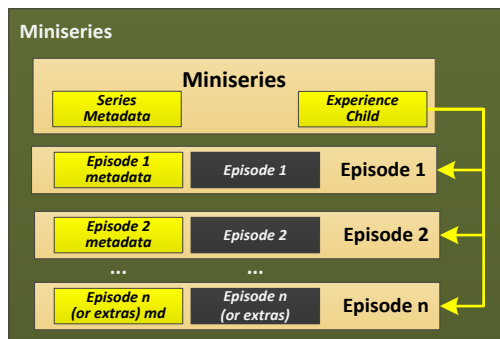 Miniseries
Miniseries
Series
Metadata
Experience
Child
Episode 1
metadata
Episode 1
Episode 1
Episode 2
metadata
Episode 2
Episode 2
...
...
Episode n
(or extras) md
Episode n
(or extras)
Episode n